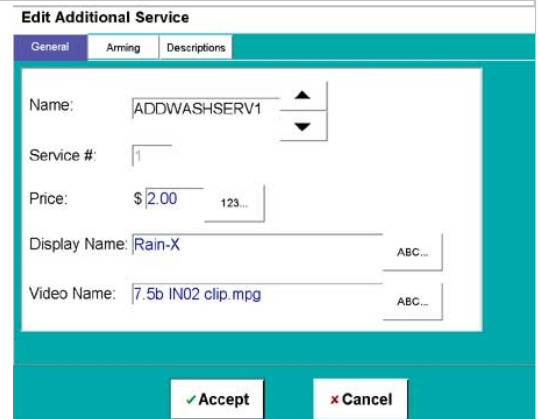 Edit Additional Service
General Arming Descriptions
Name: ADDWASHSERV1
Service #: 1
Price: $ 2.00 123...
Display Name: Rain-X ABC...
Video Name: 7.5b IN02 clip.mpg ABC...
✓ Accept ✗ Cancel